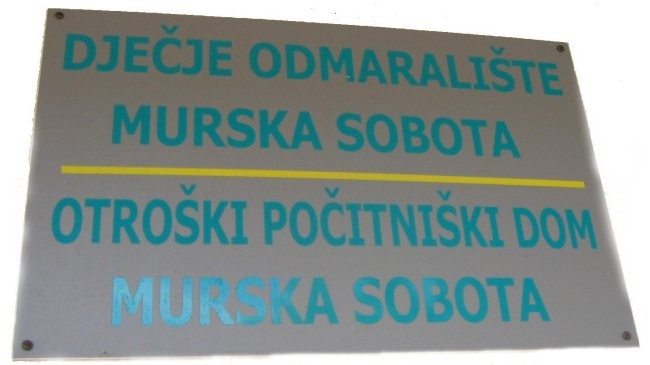 DJEČJE ODMARALIŠTE
MURSKA SOBOTA
OTROŠKI POČITNIŠKI DOM
MURSKA SOBOTA